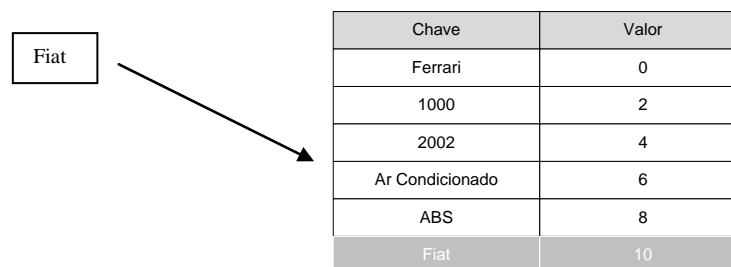 Fiat
Chave Valor
Ferrari 0
1000 2
2002 4
Ar Condicionado 6
ABS 8
Fiat 10